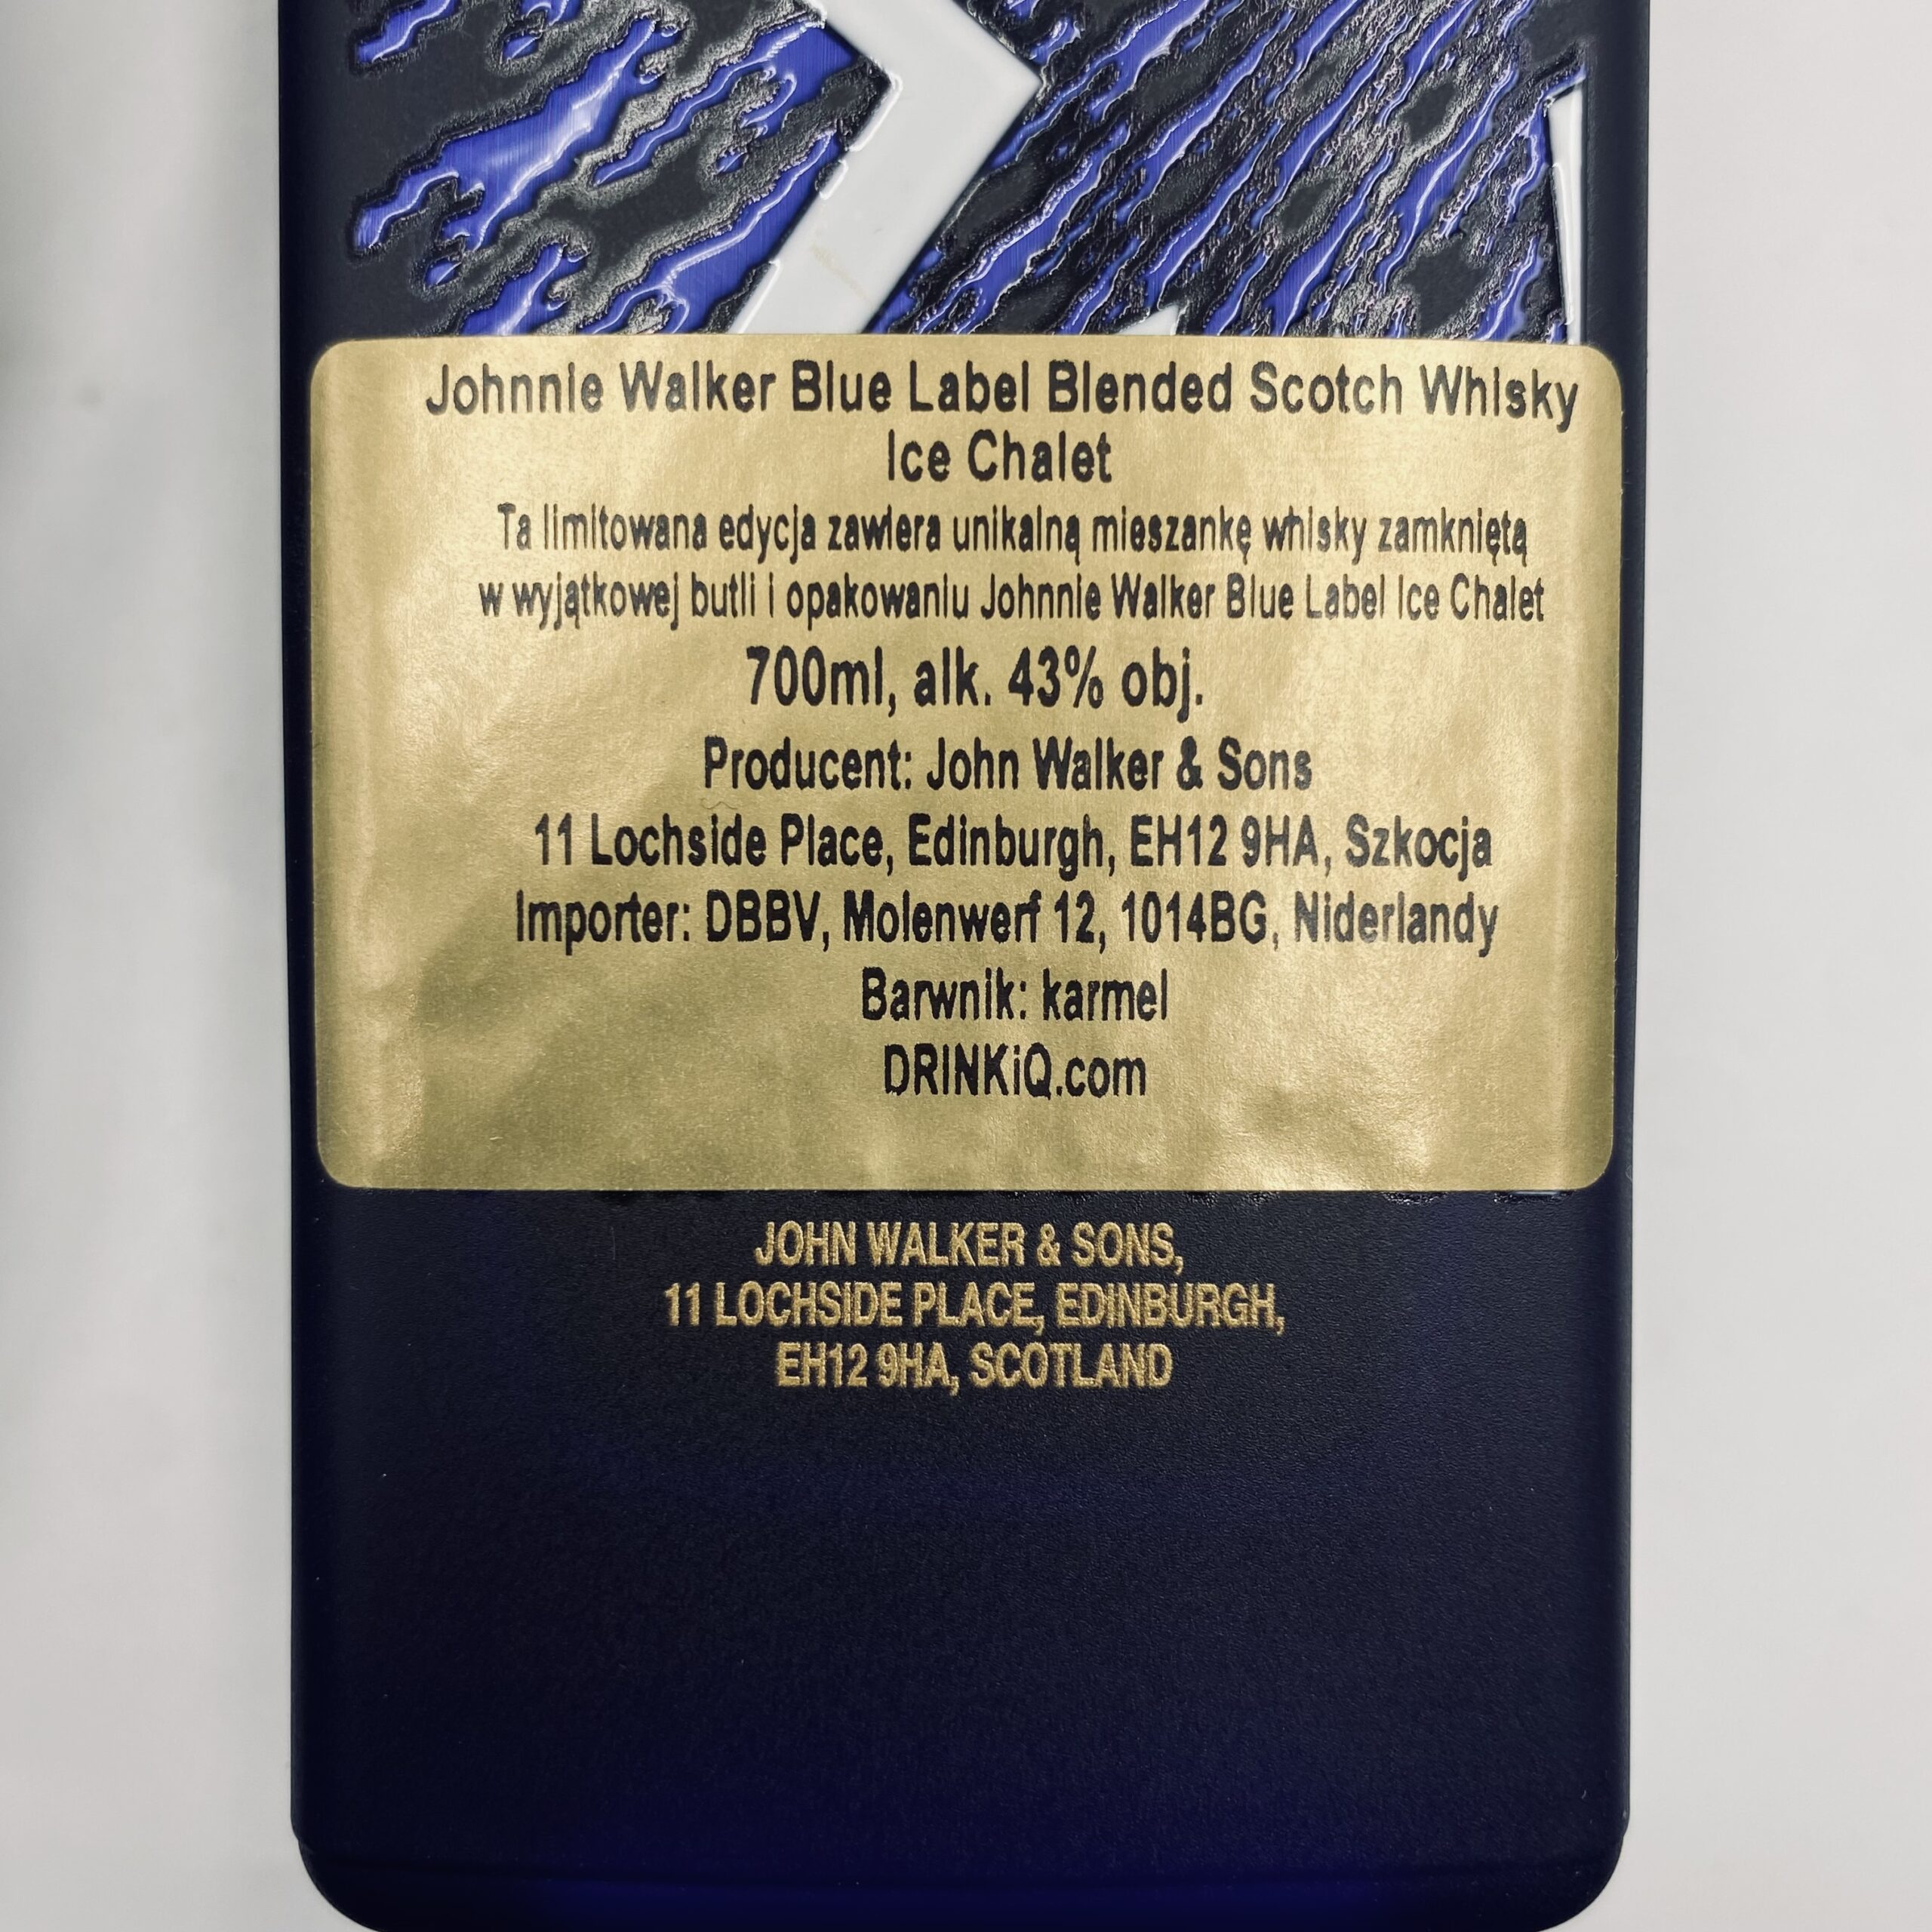 Johnnie Walker Blue Label Blended Scotch Whisky
Ice Chalet
Ta limitowana edycja zawiera unikalną mieszankę whisky zamkniętą
w wyjątkowej butli i opakowaniu Johnnie Walker Blue Label Ice Chalet
700ml, alk. 43% obj.
Producent: John Walker & Sons
11 Lochside Place, Edinburgh, EH12 9HA, Szkocja
Importer: DBBV, Molenwerf 12, 1014BG, Niderlandy
Barwnik: karmel
DRINKiQ.com
JOHN WALKER & SONS,
11 LOCHSIDE PLACE, EDINBURGH,
EH12 9HA, SCOTLAND